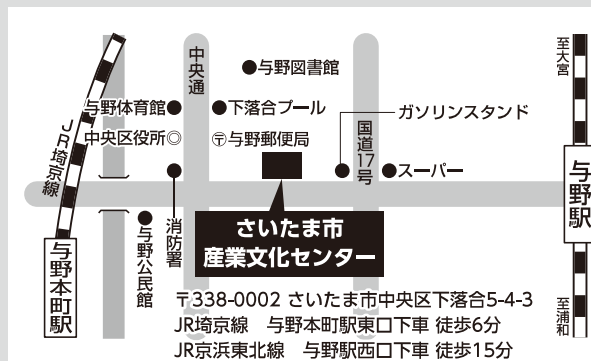 中央通
●与野図書館
至大宮
与野体育館●
●下落合プール
ガソリンスタンド
JR埼京線
中央区役所◎
〶与野郵便局
国道17号
●スーパー
与野駅
消防署
さいたま市
産業文化センター
●与野公民館
与野本町駅
〒338-0002 さいたま市中央区下落合5-4-3
至浦和
JR埼京線　与野本町駅東口下車 徒歩6分
JR京浜東北線　与野駅西口下車 徒歩15分